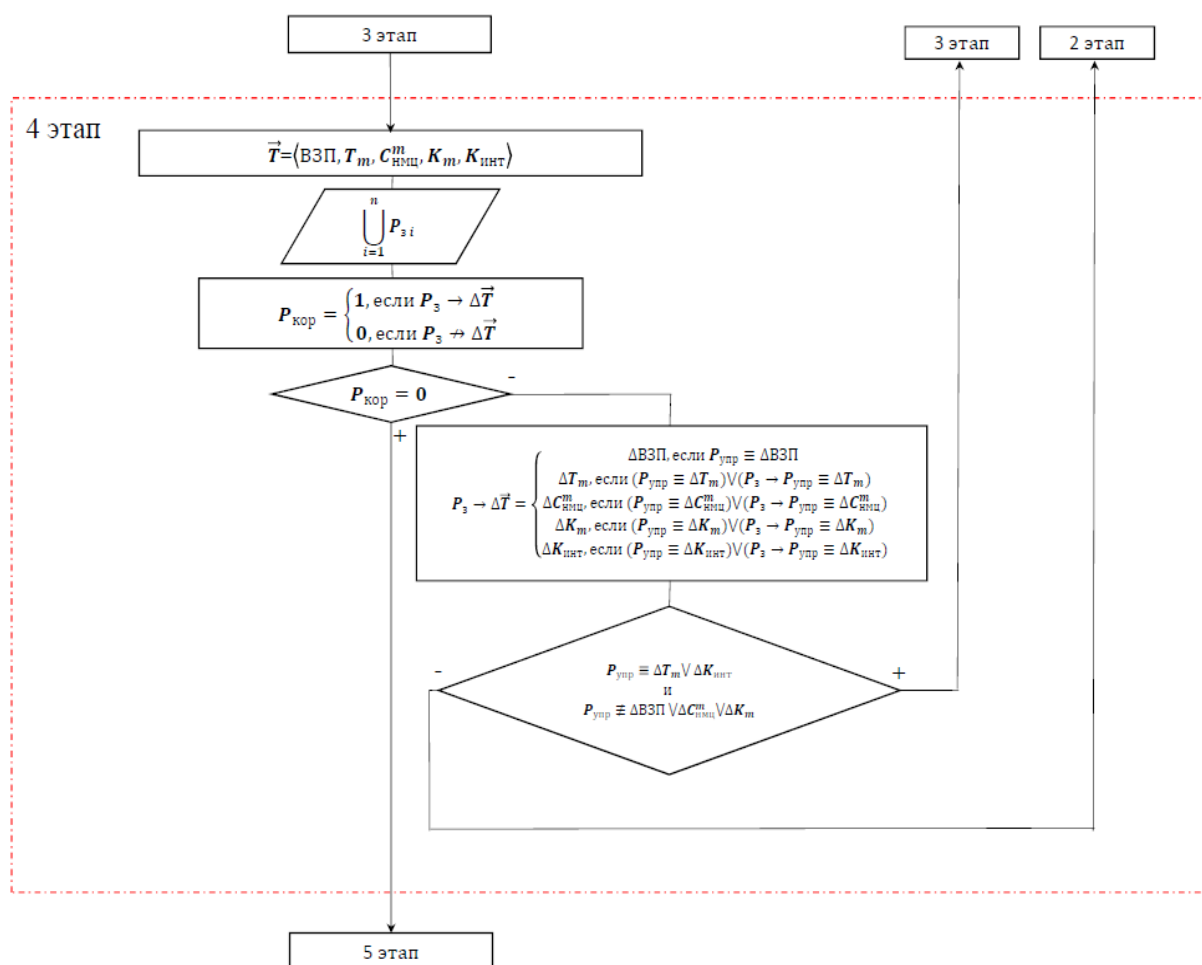 3 этап
3 этап
2 этап
4 этап
T⃗=⟨ВЗП, Tₘ, Cᵐнмц, Kₘ, Kинт⟩
n
⋃ Pз i
i=1
Pкор = { 1, если Pз → ΔT⃗
0, если Pз ↛ ΔT⃗
Pкор = 0
-
+
ΔВЗП, если Pупр ≡ ΔВЗП
ΔTₘ, если (Pупр ≡ ΔTₘ)⋁(Pз → Pупр ≡ ΔTₘ)
Pз → ΔT⃗ = { ΔCᵐнмц, если (Pупр ≡ ΔCᵐнмц)⋁(Pз → Pупр ≡ ΔCᵐнмц)
ΔKₘ, если (Pупр ≡ ΔKₘ)⋁(Pз → Pупр ≡ ΔKₘ)
ΔKинт, если (Pупр ≡ ΔKинт)⋁(Pз → Pупр ≡ ΔKинт)
-
+
Pупр ≡ ΔTₘ⋁ ΔKинт
и
Pупр ≢ ΔВЗП ⋁ΔCᵐнмц⋁ΔKₘ
5 этап